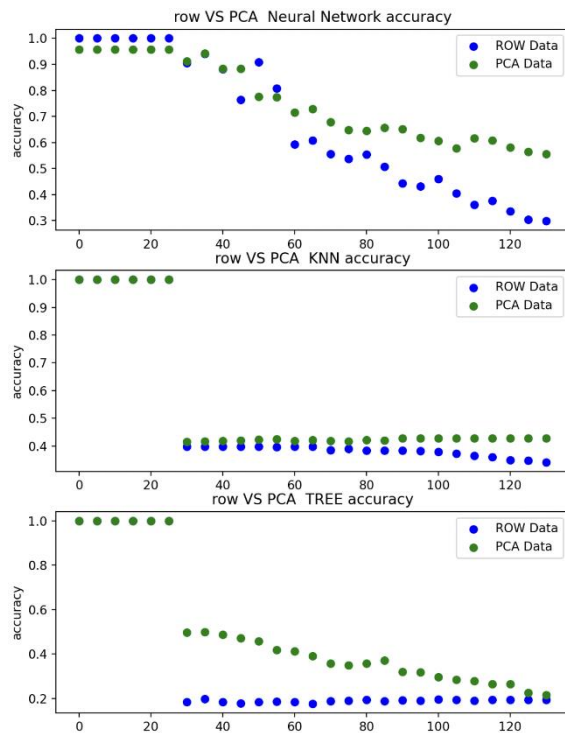 row VS PCA  Neural Network accuracy
1.0
0.9
0.8
0.7
0.6
0.5
0.4
0.3
accuracy
ROW Data
PCA Data
0 20 40 60 80 100 120
row VS PCA  KNN accuracy
1.0
0.9
0.8
0.7
0.6
0.5
0.4
accuracy
ROW Data
PCA Data
0 20 40 60 80 100 120
row VS PCA  TREE accuracy
1.0
0.8
0.6
0.4
0.2
accuracy
ROW Data
PCA Data
0 20 40 60 80 100 120